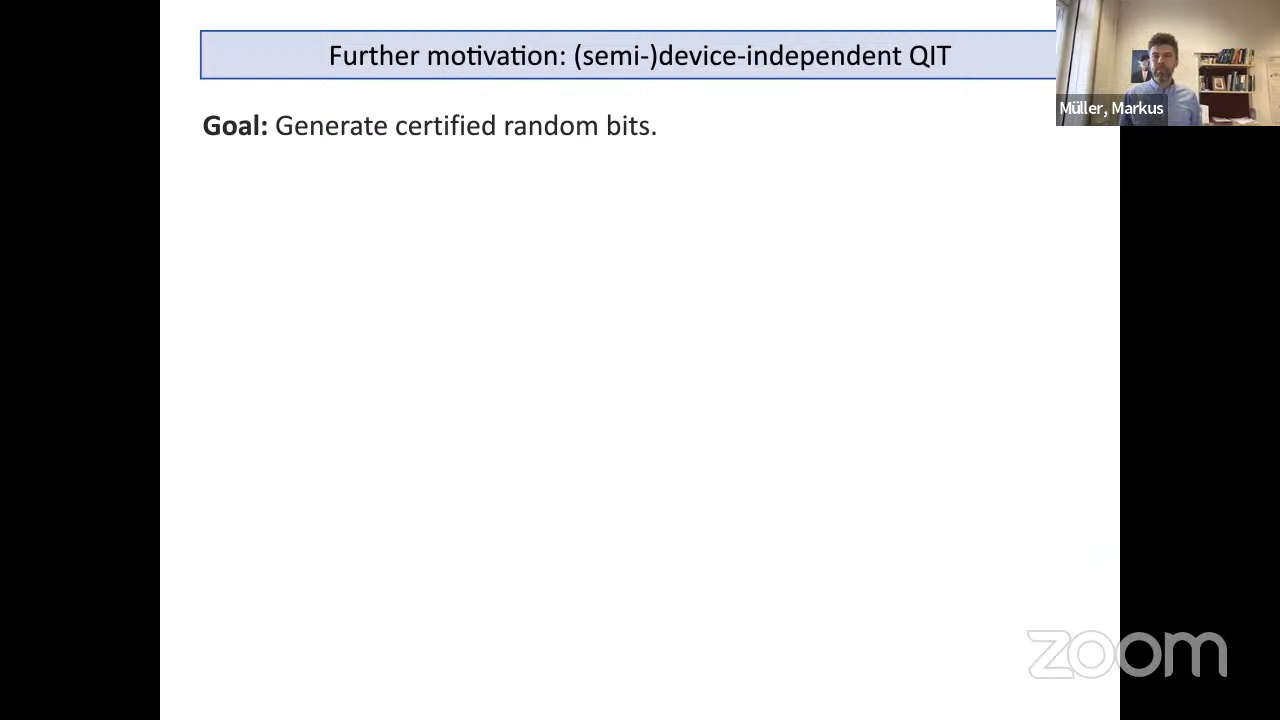 Further motivation: (semi-)device-independent QIT
Müller, Markus
Goal: Generate certified random bits.
zoom